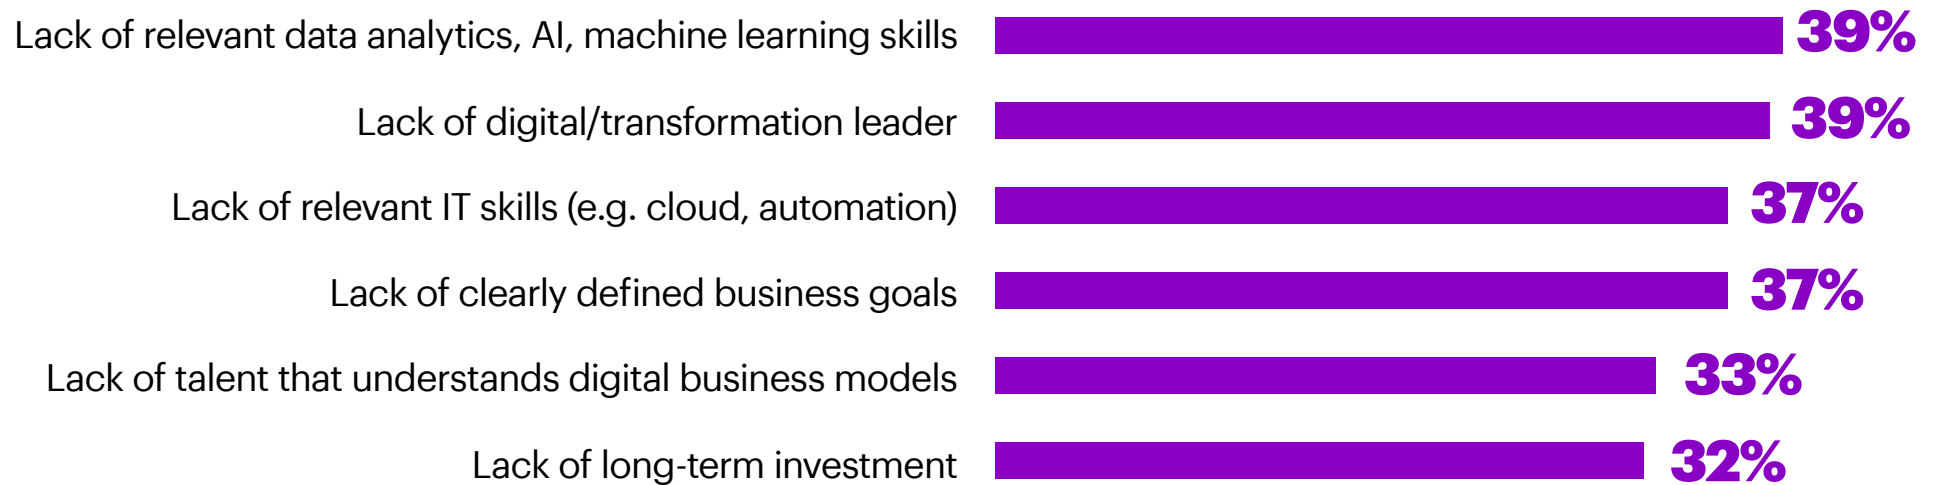 Lack of relevant data analytics, AI, machine learning skills 39%
Lack of digital/transformation leader 39%
Lack of relevant IT skills (e.g. cloud, automation) 37%
Lack of clearly defined business goals 37%
Lack of talent that understands digital business models 33%
Lack of long-term investment 32%